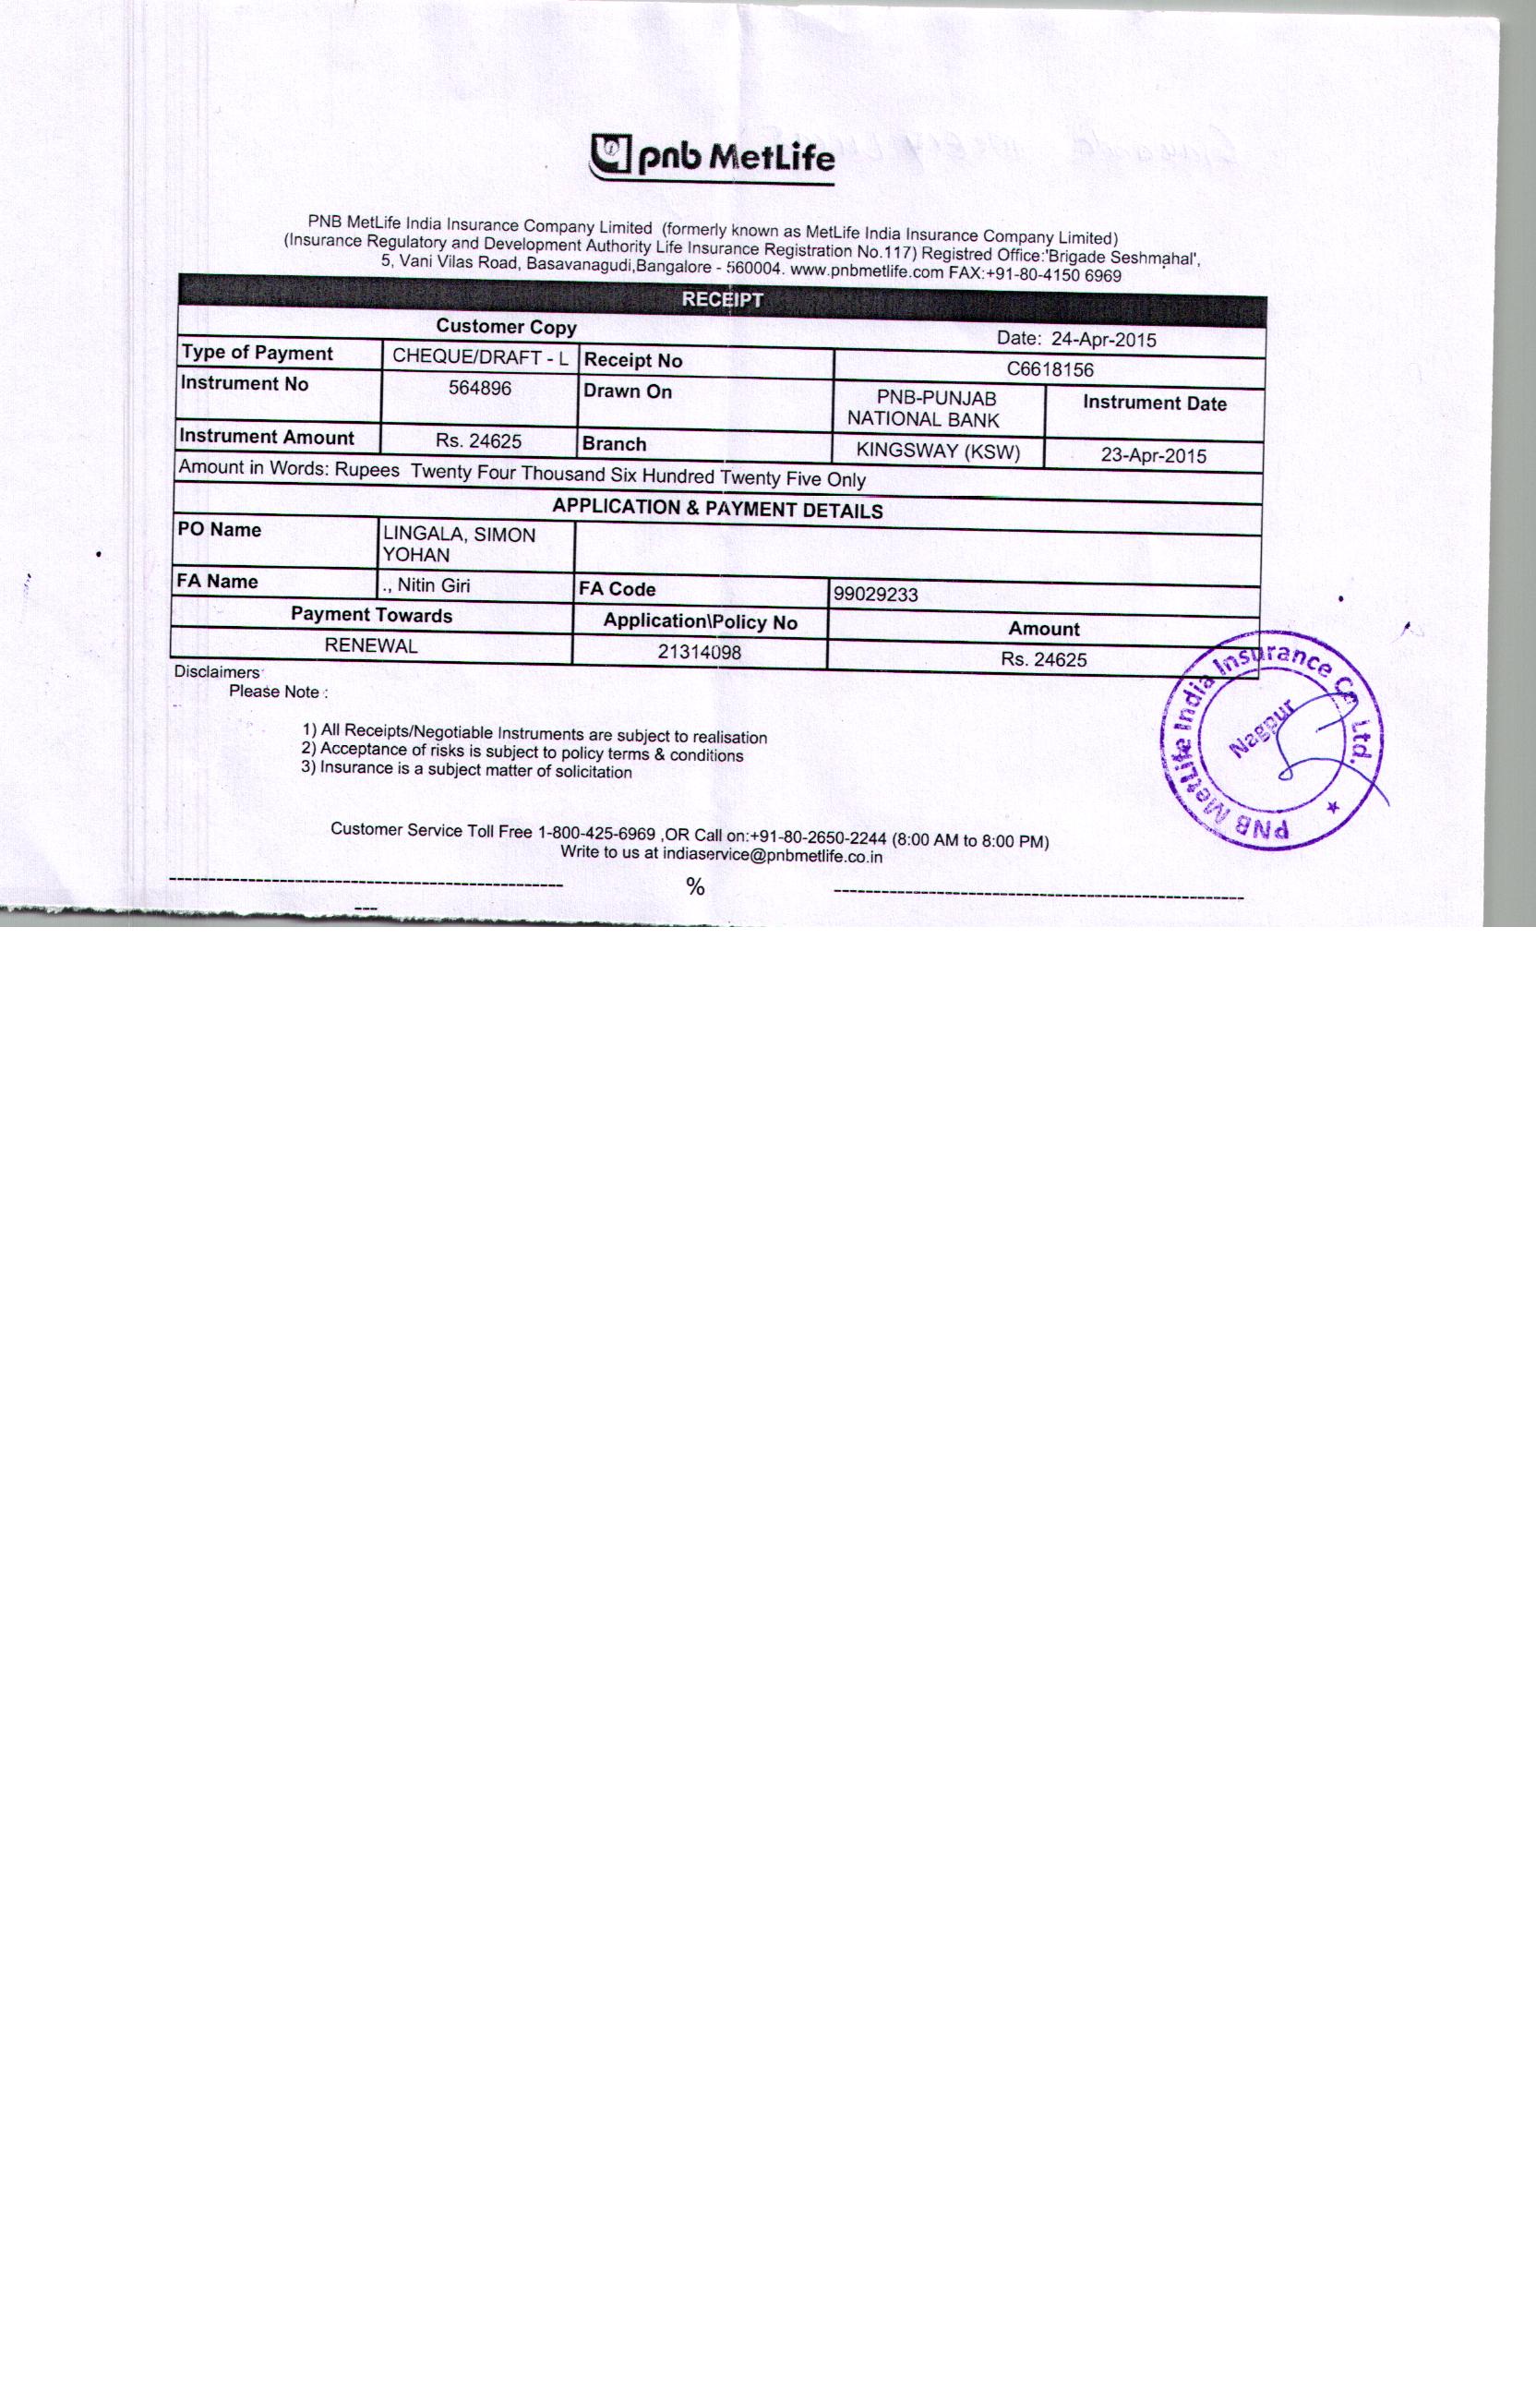 pnb MetLife
PNB MetLife India Insurance Company Limited (formerly known as MetLife India Insurance Company Limited)
(Insurance Regulatory and Development Authority Life Insurance Registration No.117) Registred Office:'Brigade Seshmahal',
5, Vani Vilas Road, Basavanagudi,Bangalore - 560004. www.pnbmetlife.com FAX:+91-80-4150 6969
RECEIPT
Customer Copy Date: 24-Apr-2015
Type of Payment CHEQUE/DRAFT - L Receipt No C6618156
Instrument No 564896 Drawn On PNB-PUNJAB Instrument Date
NATIONAL BANK
Instrument Amount Rs. 24625 Branch KINGSWAY (KSW) 23-Apr-2015
Amount in Words: Rupees Twenty Four Thousand Six Hundred Twenty Five Only
APPLICATION & PAYMENT DETAILS
PO Name LINGALA, SIMON
YOHAN
FA Name ., Nitin Giri FA Code 99029233
Payment Towards Application\Policy No Amount
RENEWAL 21314098 Rs. 24625
Disclaimers
Please Note :
1) All Receipts/Negotiable Instruments are subject to realisation
2) Acceptance of risks is subject to policy terms & conditions
3) Insurance is a subject matter of solicitation
PNB MetLife India Insurance Co Ltd.
Nagpur
Customer Service Toll Free 1-800-425-6969 ,OR Call on:+91-80-2650-2244 (8:00 AM to 8:00 PM)
Write to us at indiaservice@pnbmetlife.co.in
%